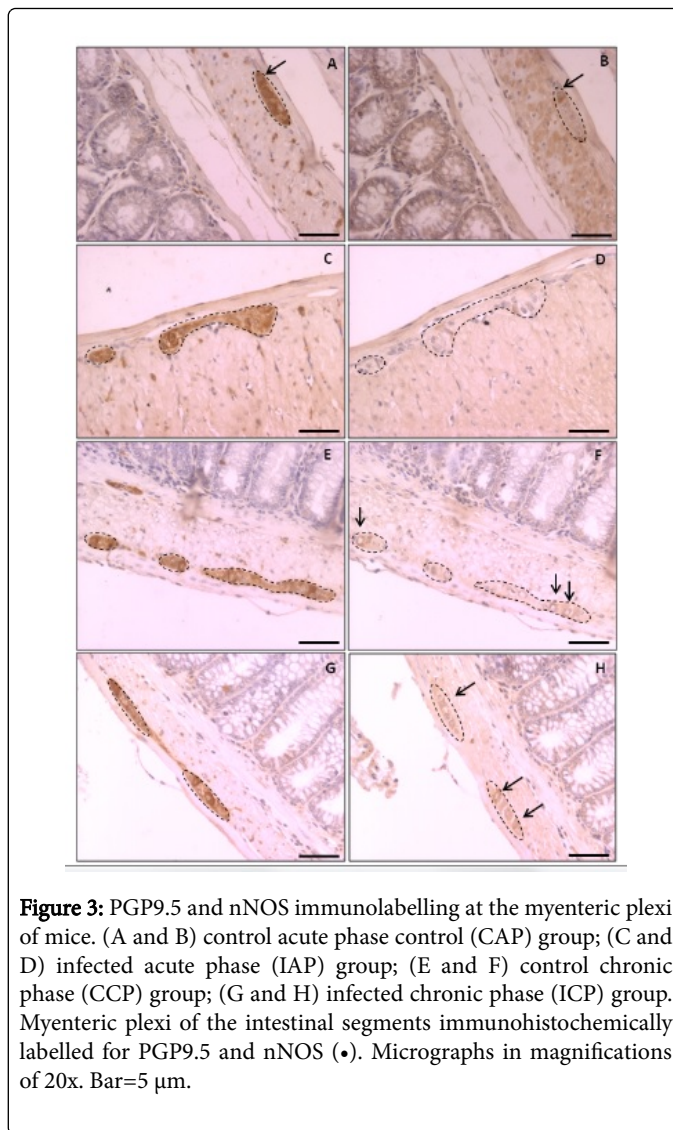 A
B
C
D
E
F
G
H
Figure 3: PGP9.5 and nNOS immunolabelling at the myenteric plexi
of mice. (A and B) control acute phase control (CAP) group; (C and
D) infected acute phase (IAP) group; (E and F) control chronic
phase (CCP) group; (G and H) infected chronic phase (ICP) group.
Myenteric plexi of the intestinal segments immunohistochemically
labelled for PGP9.5 and nNOS (•). Micrographs in magnifications
of 20x. Bar=5 µm.